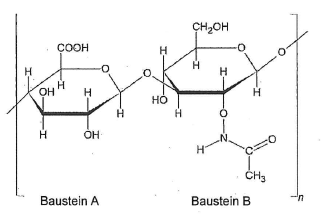 CH₂OH
COOH
H O H O O
H H O H H
OH H HO H
H OH H O
H N C O
CH₃
Baustein A Baustein B n